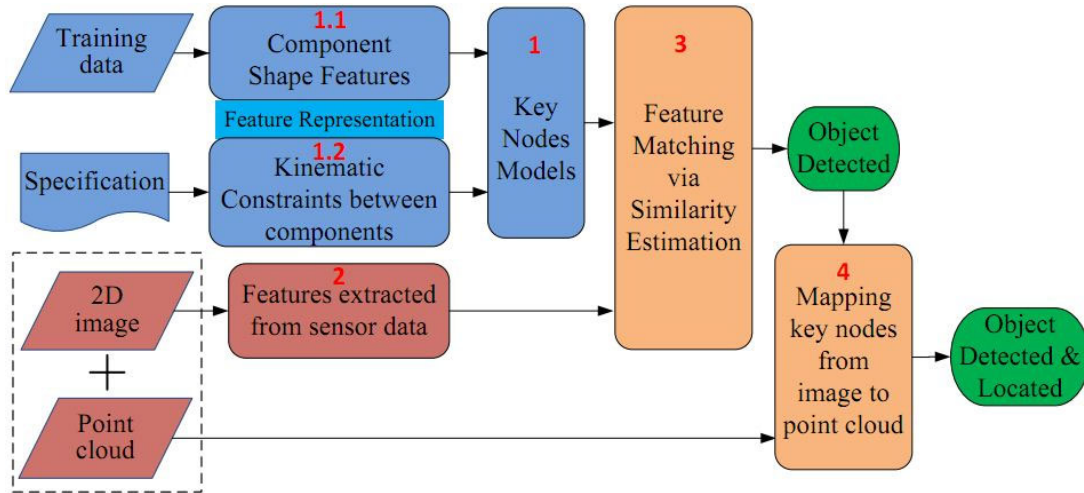 Training
data
1.1
Component
Shape Features
Feature Representation
Specification
1.2
Kinematic
Constraints between
components
1
Key
Nodes
Models
2D
image
+
Point
cloud
2
Features extracted
from sensor data
3
Feature
Matching
via
Similarity
Estimation
Object
Detected
4
Mapping
key nodes
from
image to
point cloud
Object
Detected &
Located